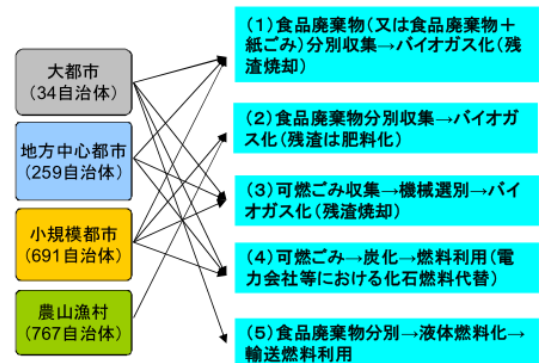 大都市
(34自治体)
地方中心都市
(259自治体)
小規模都市
(691自治体)
農山漁村
(767自治体)
（1）食品廃棄物（又は食品廃棄物＋
紙ごみ）分別収集→バイオガス化（残
渣焼却）
（2）食品廃棄物分別収集→バイオガ
ス化（残渣は肥料化）
（3）可燃ごみ収集→機械選別→バイ
オガス化（残渣焼却）
（4）可燃ごみ→炭化→燃料利用（電
力会社等における化石燃料代替）
（5）食品廃棄物分別→液体燃料化→
輸送燃料利用